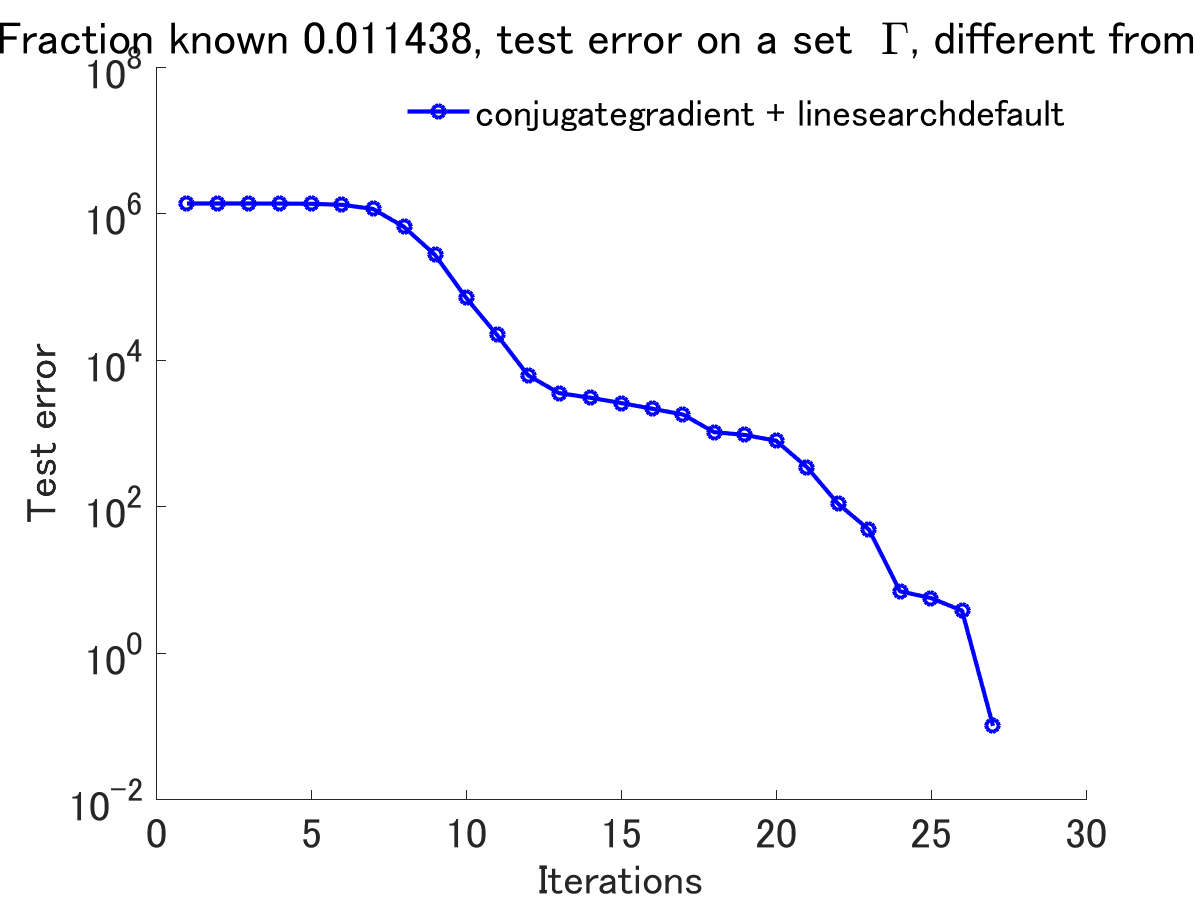 Fraction known 0.011438, test error on a set Γ, different from
10^8
conjugategradient + linesearchdefault
10^6
10^4
10^2
10^0
10^-2
Test error
0 5 10 15 20 25 30
Iterations